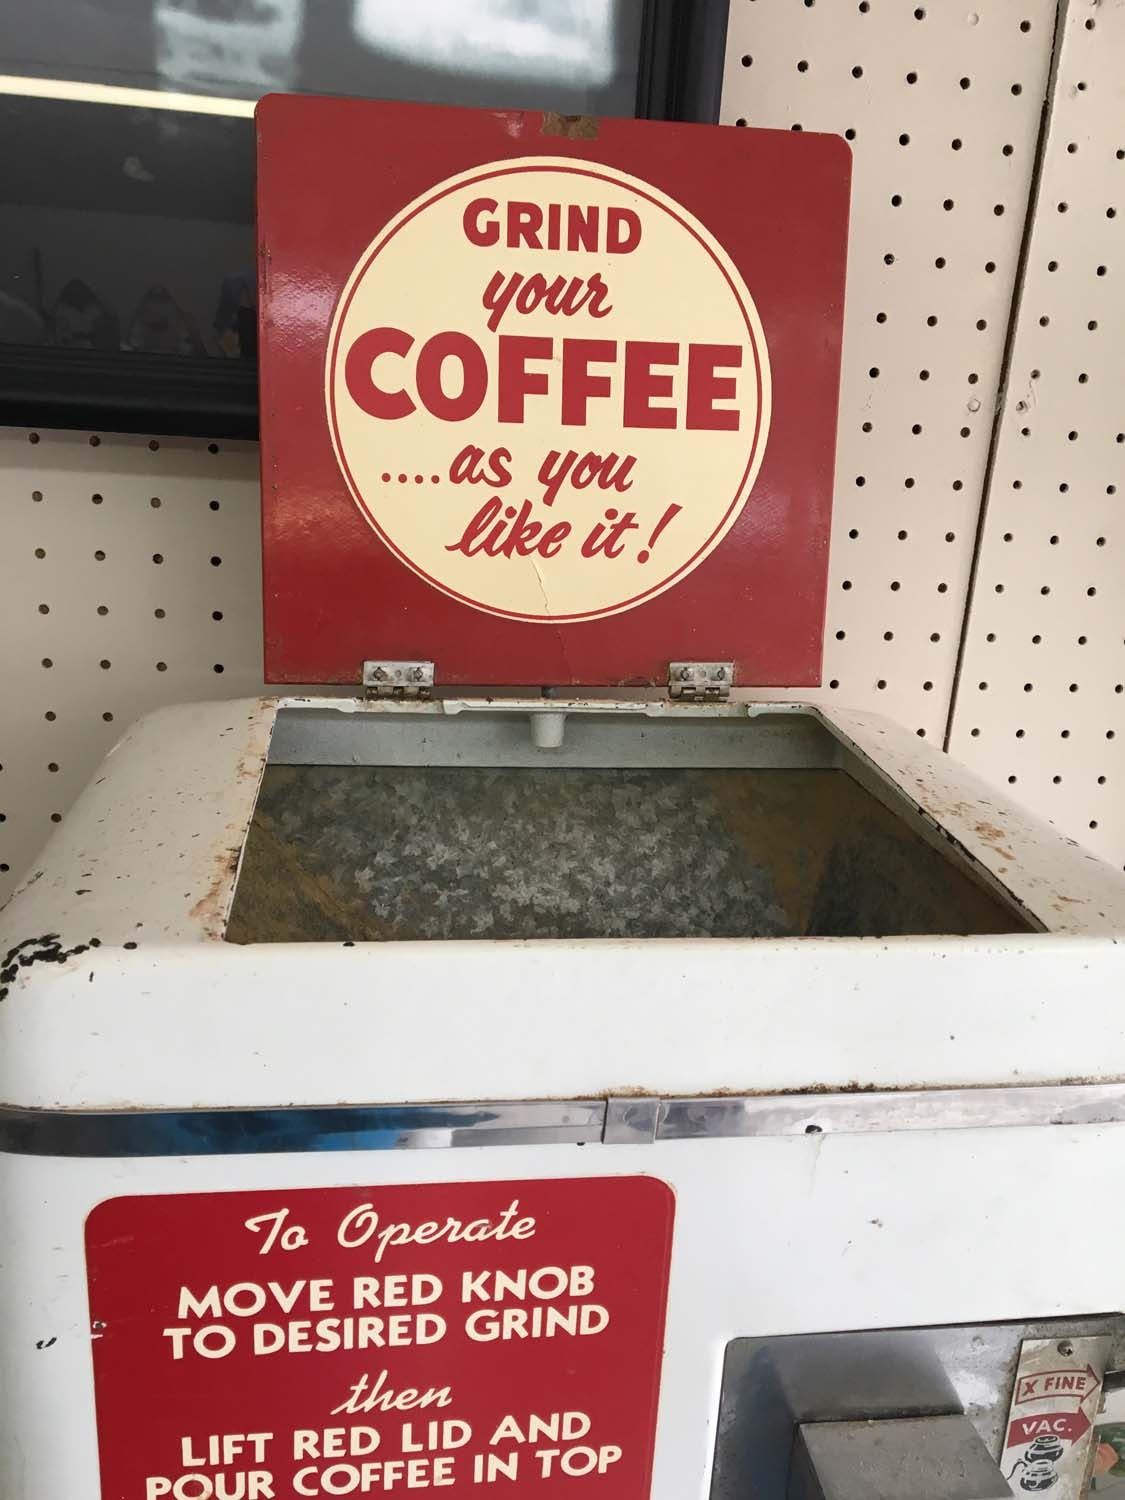 GRIND
your
COFFEE
....as you
like it!
To Operate
MOVE RED KNOB
TO DESIRED GRIND
then
LIFT RED LID AND
POUR COFFEE IN TOP
X FINE
VAC.